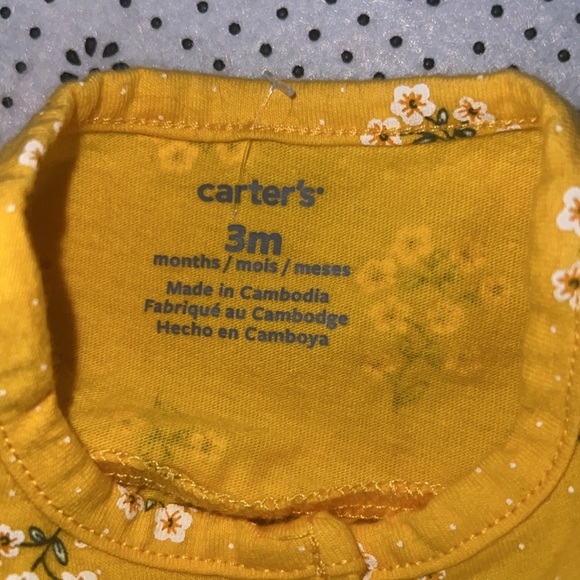 carter's
3m
months / mois / meses
Made in Cambodia
Fabriqué au Cambodge
Hecho en Camboya